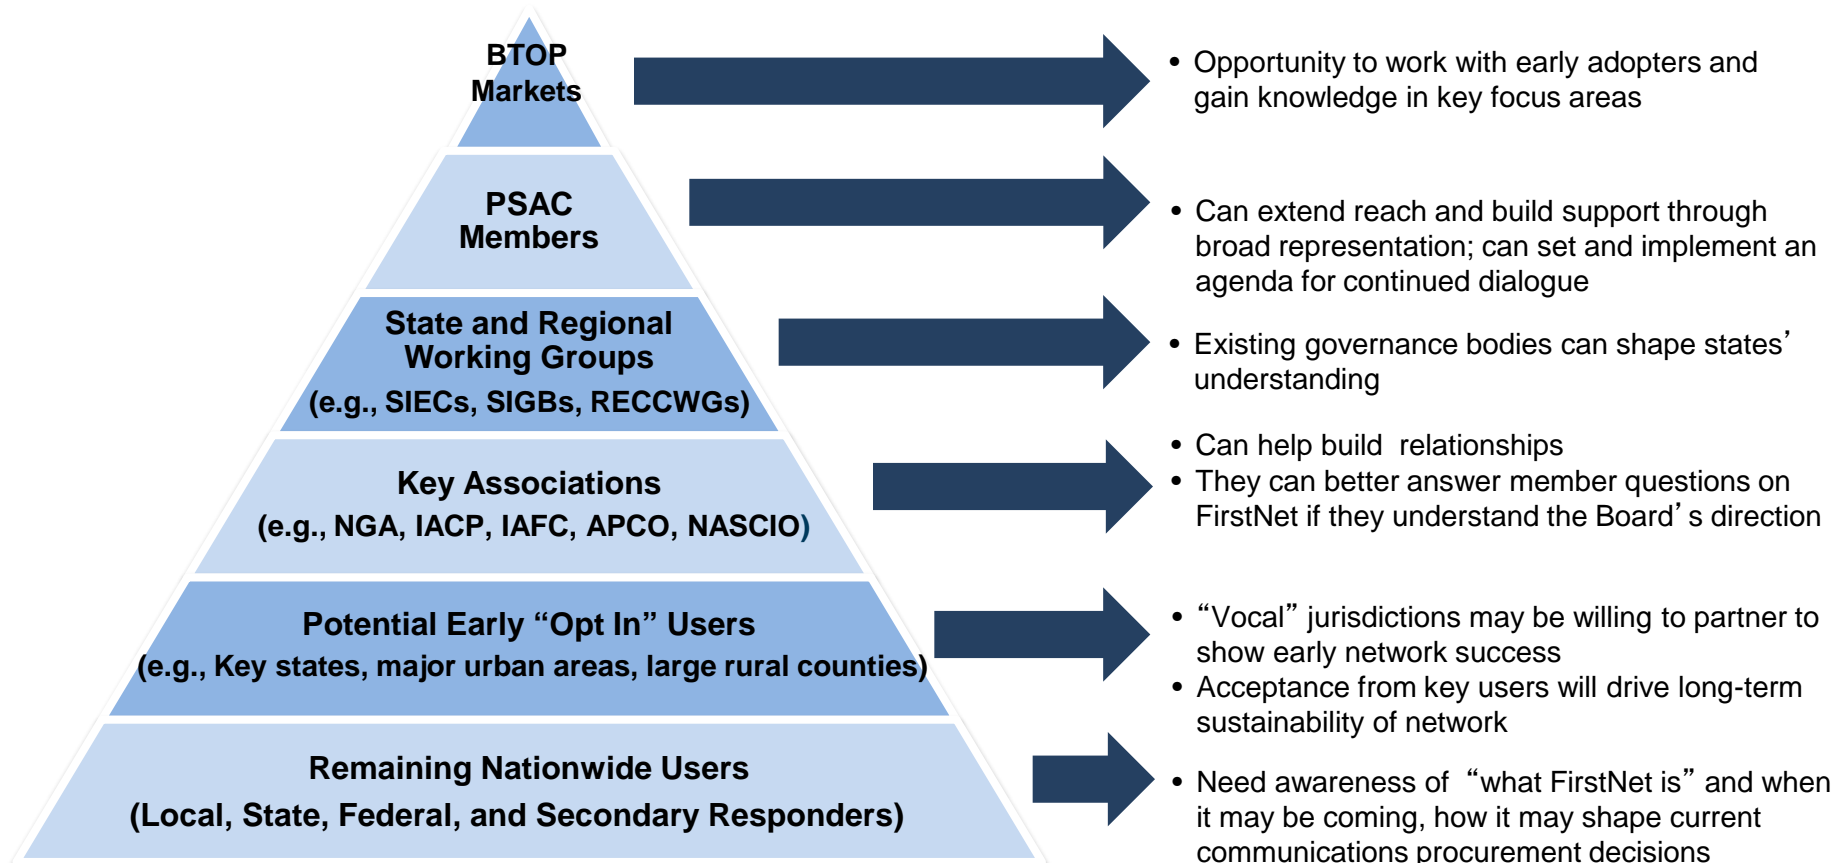 BTOP
Markets
• Opportunity to work with early adopters and
gain knowledge in key focus areas
PSAC
Members
• Can extend reach and build support through
broad representation; can set and implement an
agenda for continued dialogue
State and Regional
Working Groups
(e.g., SIECs, SIGBs, RECCWGs)
• Existing governance bodies can shape states’
understanding
Key Associations
(e.g., NGA, IACP, IAFC, APCO, NASCIO)
• Can help build relationships
• They can better answer member questions on
FirstNet if they understand the Board’s direction
Potential Early “Opt In” Users
(e.g., Key states, major urban areas, large rural counties)
• “Vocal” jurisdictions may be willing to partner to
show early network success
• Acceptance from key users will drive long-term
sustainability of network
Remaining Nationwide Users
(Local, State, Federal, and Secondary Responders)
• Need awareness of “what FirstNet is” and when
it may be coming, how it may shape current
communications procurement decisions